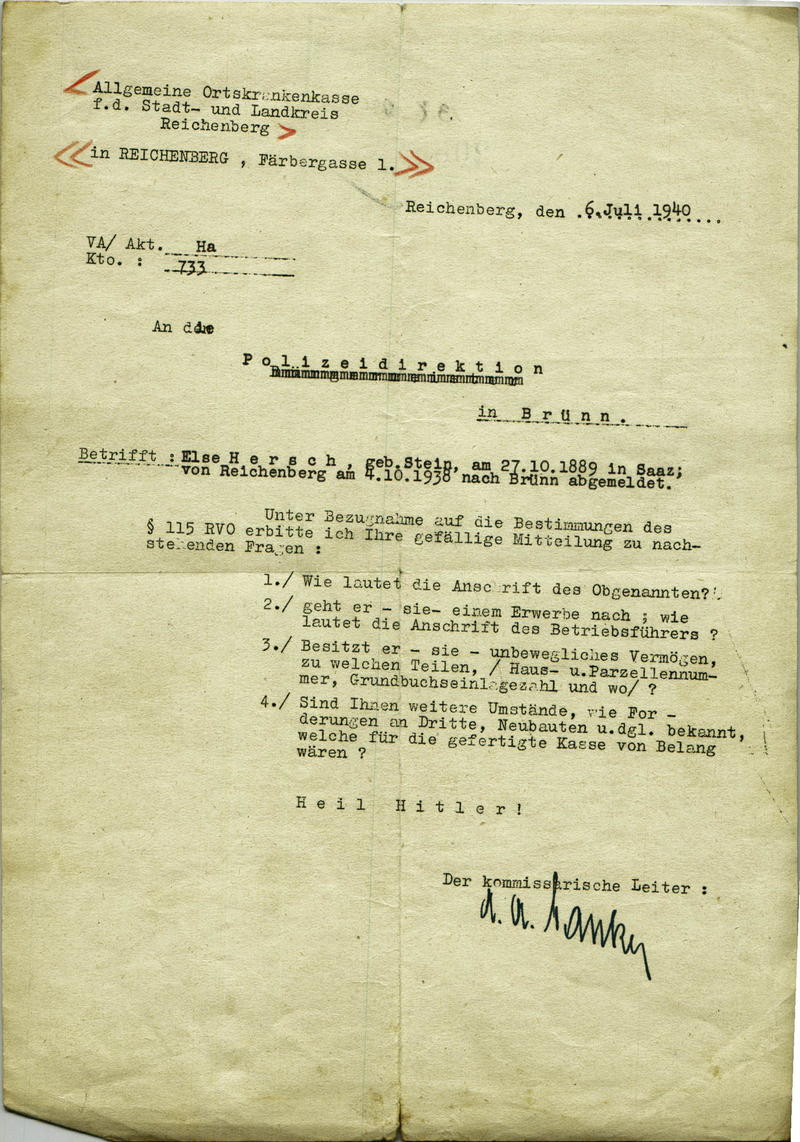 Allgemeine Ortskrankenkasse
f.d. Stadt- und Landkreis
Reichenberg
in REICHENBERG , Färbergasse 1.
Reichenberg, den .6.Juli 1940...
VA/ Akt. Ha
Kto. : 733
An die
P o l i z e i d i r e k t i o n
in B r ü n n .
Betrifft : Else H e r s c h , geb.Stein, am 27.10.1889 in Saaz;
von Reichenberg am 4.10.1938 nach Brünn abgemeldet.
Unter Bezugnahme auf die Bestimmungen des
§ 115 RVO erbitte ich Ihre gefällige Mitteilung zu nach-
stehenden Fragen :
1./ Wie lautet die Anschrift des Obgenannten?
2./ geht er - sie- einem Erwerbe nach ; wie
lautet die Anschrift des Betriebsführers ?
3./ Besitzt er - sie - unbewegliches Vermögen,
zu welchen Teilen, / Haus- u.Parzellennum-
mer, Grundbuchseinlagezahl und wo/ ?
4./ Sind Ihnen weitere Umstände, wie For -
derungen an Dritte, Neubauten u.dgl. bekannt,
welche für die gefertigte Kasse von Belang
wären ?
H e i l H i t l e r !
Der kommissarische Leiter :